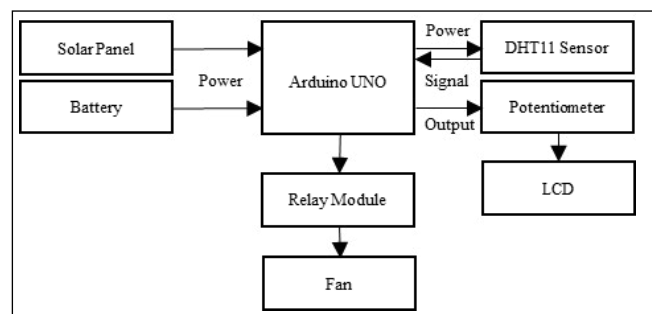 Solar Panel
Power
Arduino UNO
Power
DHT11 Sensor
Signal
Battery
Output
Potentiometer
Relay Module
LCD
Fan